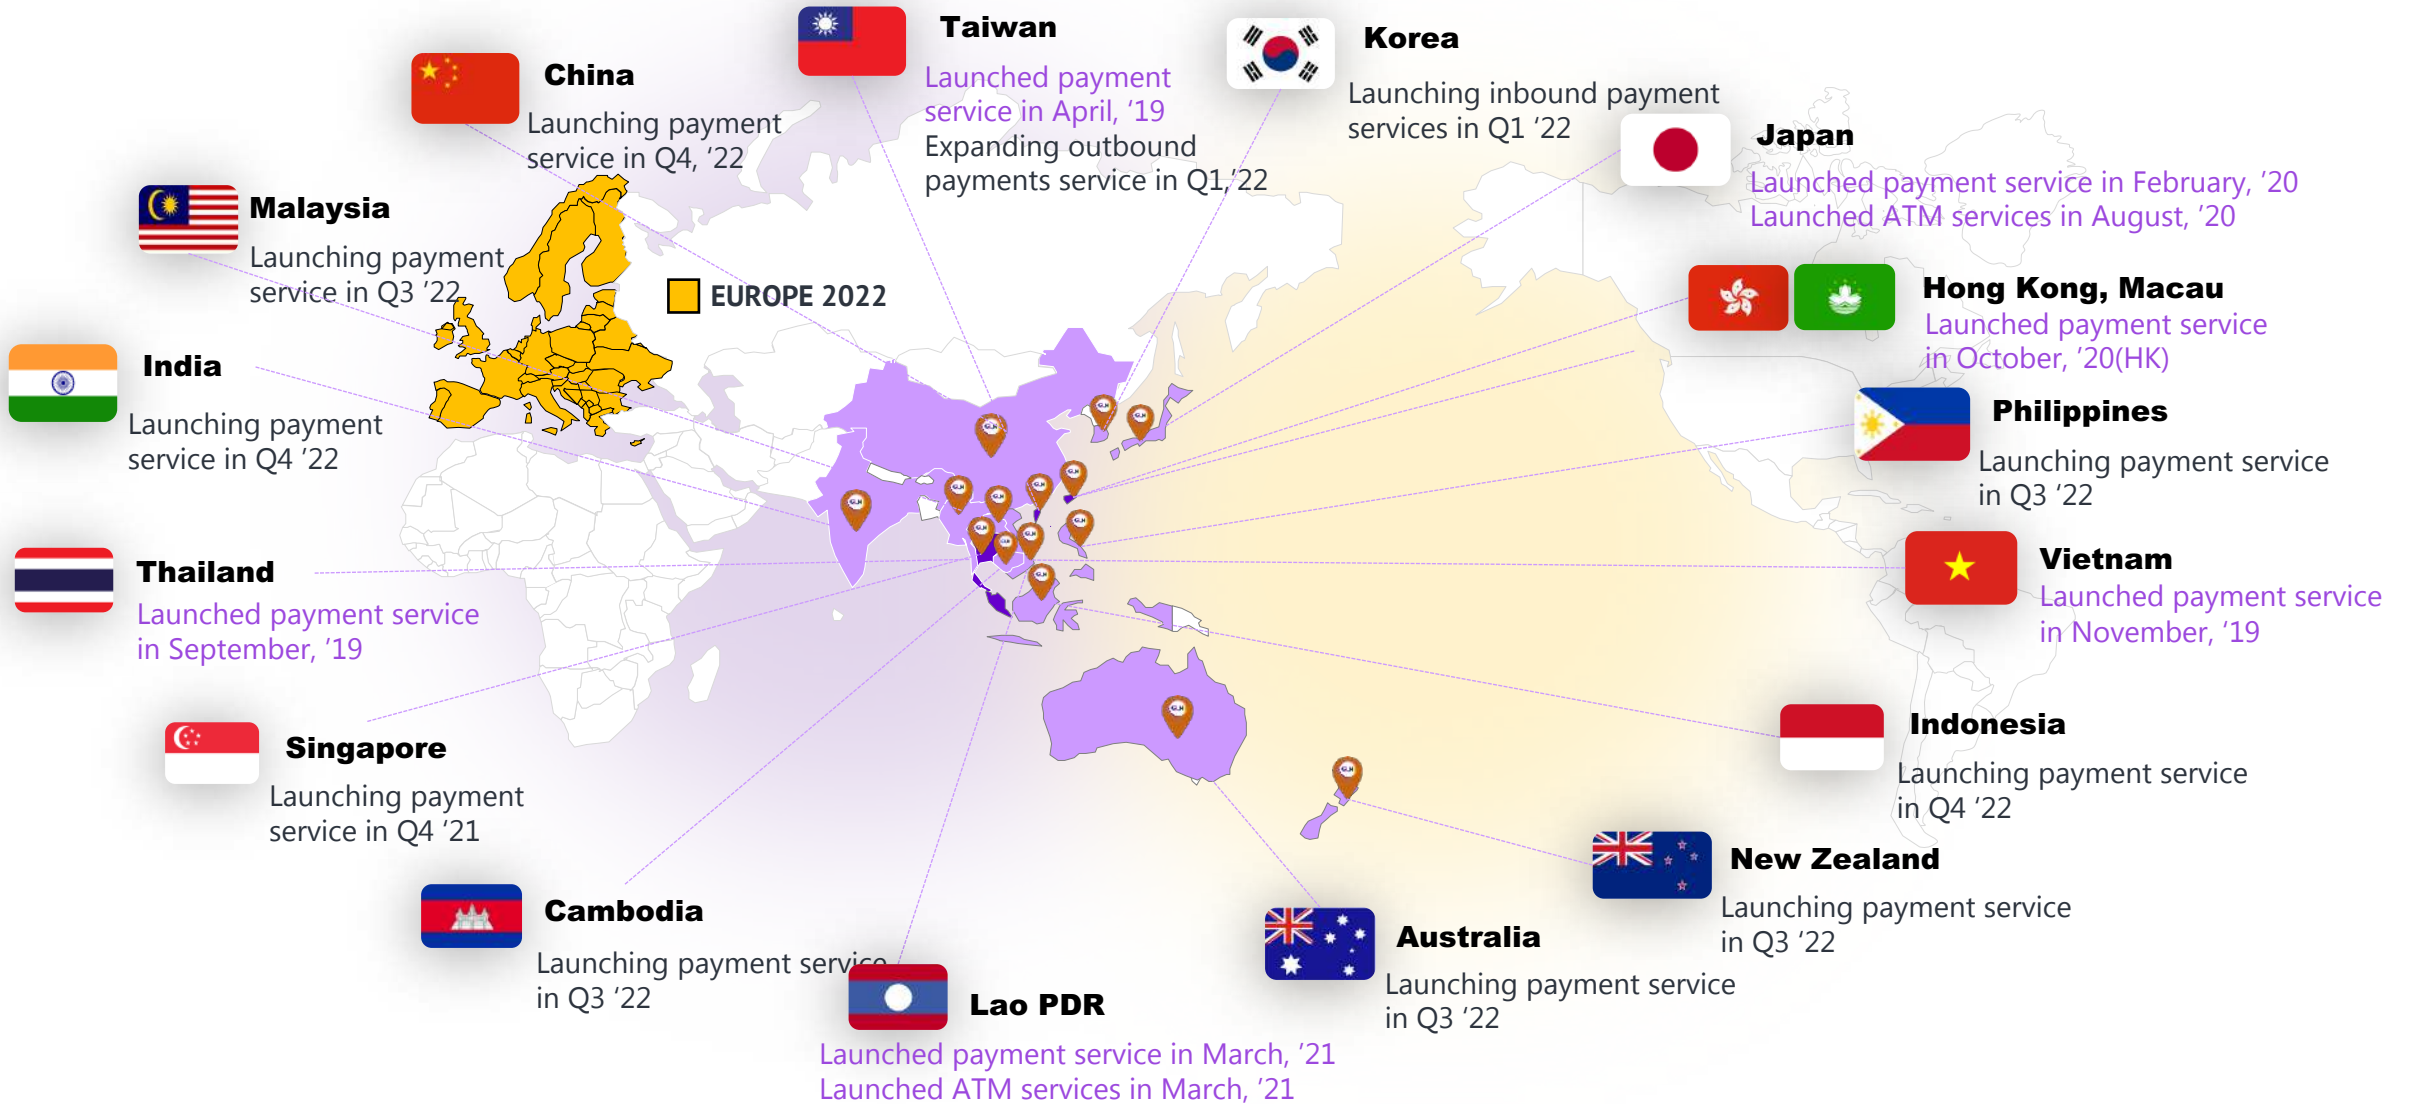 Taiwan
Launched payment
service in April, ‘19
Expanding outbound
payments service in Q1,’22
Korea
Launching inbound payment
services in Q1 ‘22
China
Launching payment
service in Q4, ‘22
Japan
Launched payment service in February, ‘20
Launched ATM services in August, ‘20
Malaysia
Launching payment
service in Q3 ‘22
EUROPE 2022
Hong Kong, Macau
Launched payment service
in October, ‘20(HK)
India
Launching payment
service in Q4 ‘22
Philippines
Launching payment service
in Q3 ‘22
Thailand
Launched payment service
in September, ‘19
Vietnam
Launched payment service
in November, ‘19
Singapore
Launching payment
service in Q4 ‘21
Indonesia
Launching payment service
in Q4 ‘22
Cambodia
Launching payment service
in Q3 ‘22
New Zealand
Launching payment service
in Q3 ‘22
Australia
Launching payment service
in Q3 ‘22
Lao PDR
Launched payment service in March, ‘21
Launched ATM services in March, ‘21